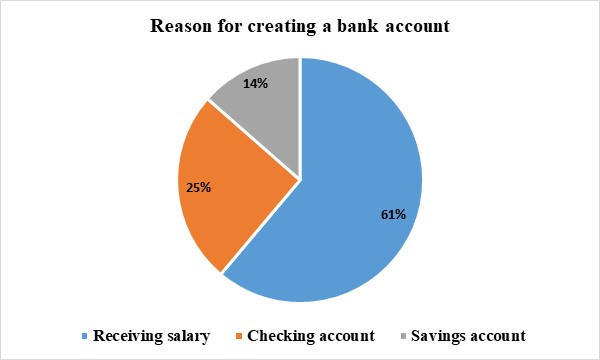 Reason for creating a bank account
14%
25%
61%
Receiving salary Checking account Savings account